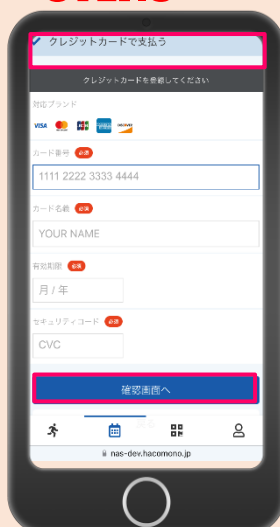 クレジットカードで支払う
クレジットカードを登録してください
対応ブランド
VISA JCB DISCOVER
カード番号 必須
1111 2222 3333 4444
カード名義 必須
YOUR NAME
有効期限 必須
月 / 年
セキュリティコード 必須
CVC
確認画面へ
nas-dev.hacomono.jp